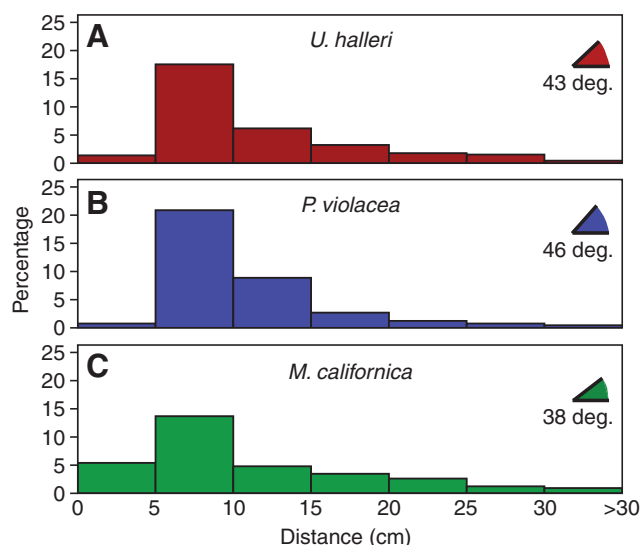 A
U. halleri
43 deg.
25
20
15
10
5
0
B
P. violacea
46 deg.
25
20
15
10
5
0
Percentage
C
M. californica
38 deg.
25
20
15
10
5
0
0 5 10 15 20 25 30 >30
Distance (cm)